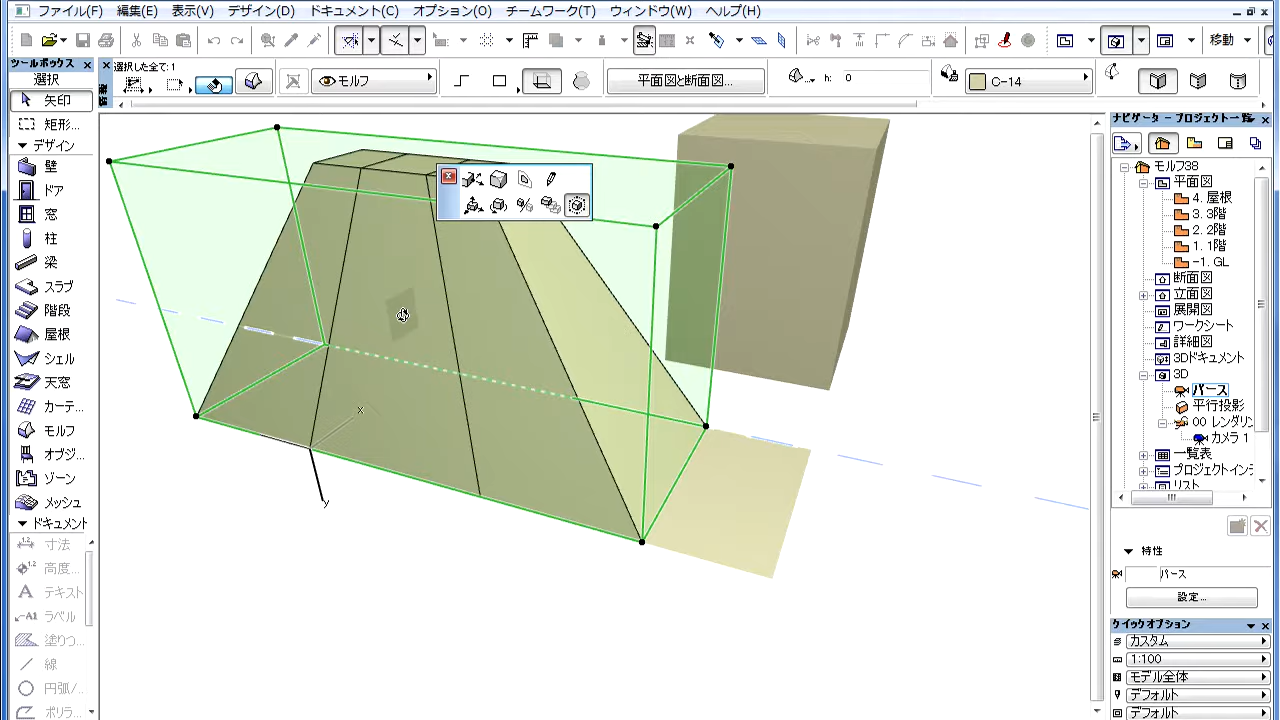 ファイル(F) 編集(E) 表示(V) デザイン(D) ドキュメント(C) オプション(O) チームワーク(T) ウィンドウ(W) ヘルプ(H)
移動
ツールボックス
選択
矢印
矩形...
デザイン
壁
ドア
窓
柱
梁
スラブ
階段
屋根
シェル
天窓
カーテ...
モルフ
オブジ...
ゾーン
メッシュ
ドキュメント
寸法
高度...
テキスト
ラベル
塗りつ...
線
円弧/...
ポリラ...
選択した全て: 1
モルフ
平面図と断面図...
h:
0
C-14
x
y
ナビゲータ - プロジェクト一覧
モルフ38
平面図
4. 屋根
3. 3階
2. 2階
1. 1階
-1. GL
断面図
立面図
展開図
ワークシート
詳細図
3Dドキュメント
3D
パース
平行投影
00 レンダリン
カメラ 1
一覧表
プロジェクトイン
リスト
特性
パース
設定...
クイックオプション
カスタム
1:100
モデル全体
デフォルト
デフォルト